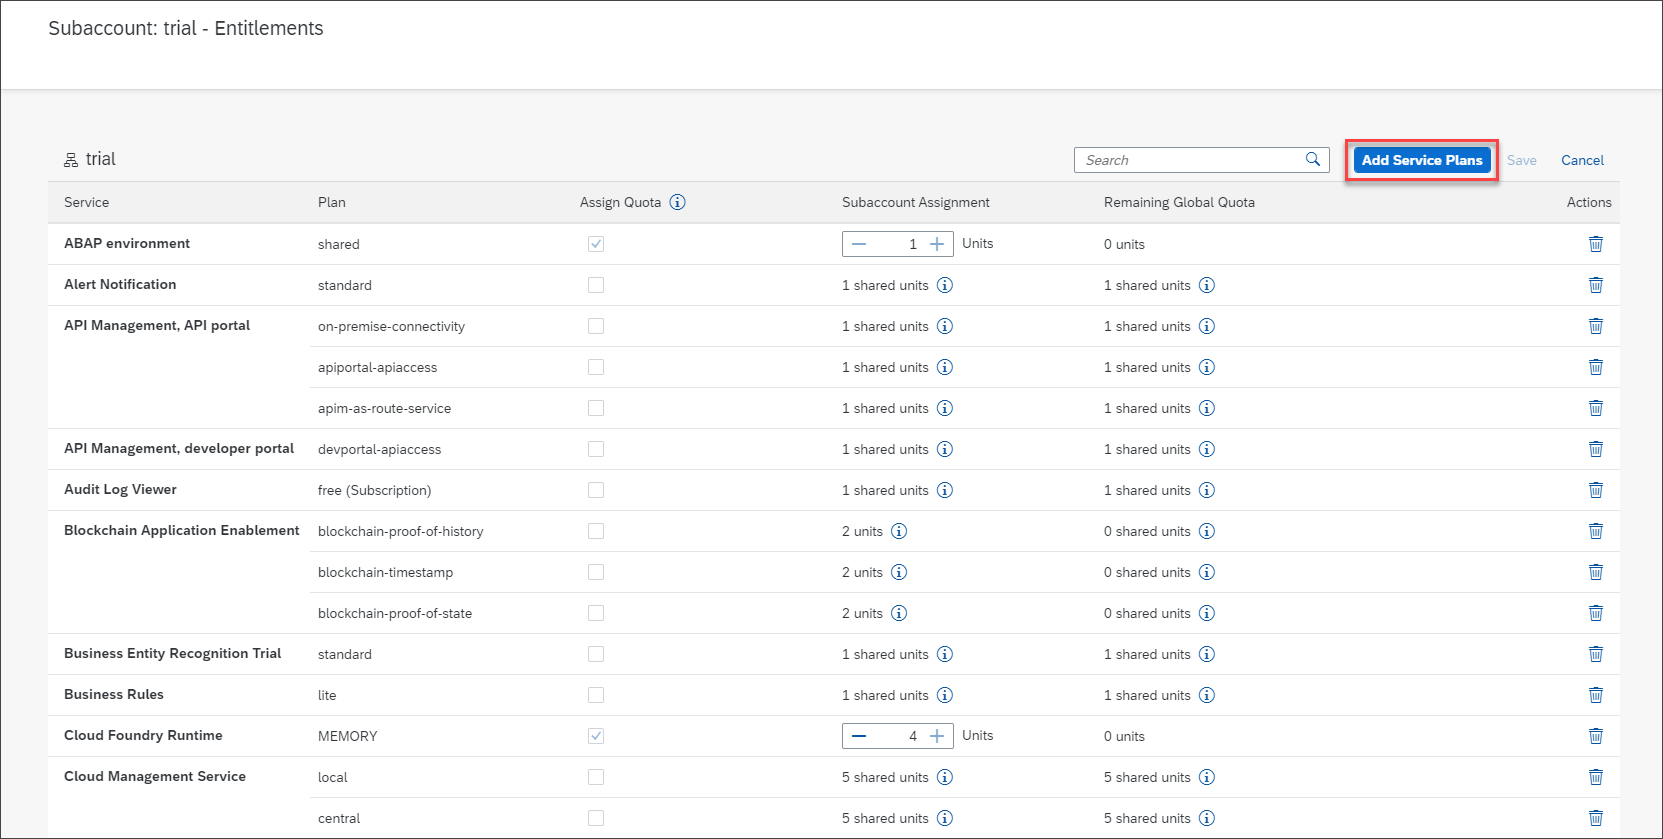 Subaccount: trial - Entitlements
trial
Search
Add Service Plans
Save
Cancel
Service Plan Assign Quota Subaccount Assignment Remaining Global Quota Actions
ABAP environment shared 1 Units 0 units
Alert Notification standard 1 shared units 1 shared units
API Management, API portal on-premise-connectivity 1 shared units 1 shared units
apiportal-apiaccess 1 shared units 1 shared units
apim-as-route-service 1 shared units 1 shared units
API Management, developer portal devportal-apiaccess 1 shared units 1 shared units
Audit Log Viewer free (Subscription) 1 shared units 1 shared units
Blockchain Application Enablement blockchain-proof-of-history 2 units 0 shared units
blockchain-timestamp 2 units 0 shared units
blockchain-proof-of-state 2 units 0 shared units
Business Entity Recognition Trial standard 1 shared units 1 shared units
Business Rules lite 1 shared units 1 shared units
Cloud Foundry Runtime MEMORY 4 Units 0 units
Cloud Management Service local 5 shared units 5 shared units
central 5 shared units 5 shared units